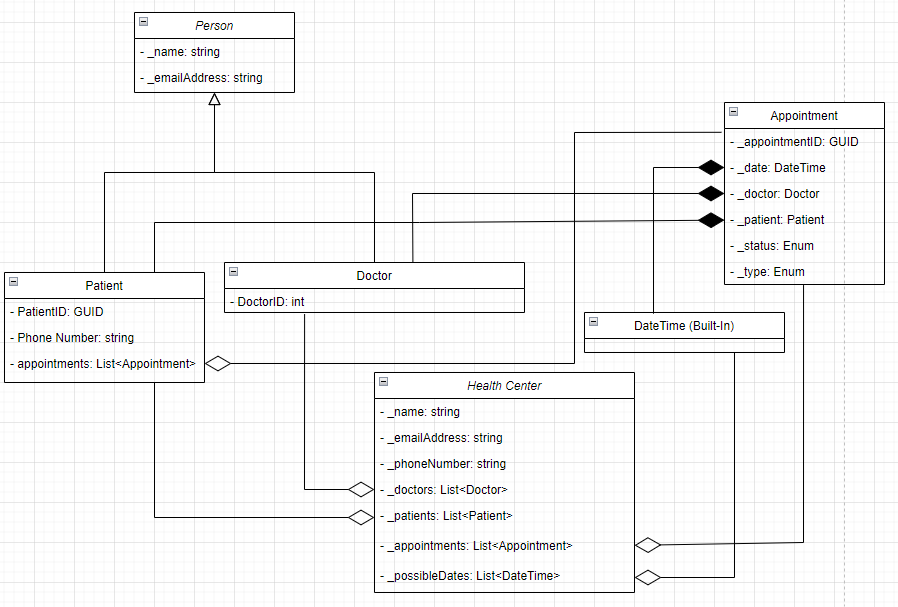 Person
- _name: string
- _emailAddress: string
Appointment
- _appointmentID: GUID
- _date: DateTime
- _doctor: Doctor
- _patient: Patient
- _status: Enum
- _type: Enum
Patient
- PatientID: GUID
- Phone Number: string
- appointments: List<Appointment>
Doctor
- DoctorID: int
DateTime (Built-In)
Health Center
- _name: string
- _emailAddress: string
- _phoneNumber: string
- _doctors: List<Doctor>
- _patients: List<Patient>
- _appointments: List<Appointment>
- _possibleDates: List<DateTime>